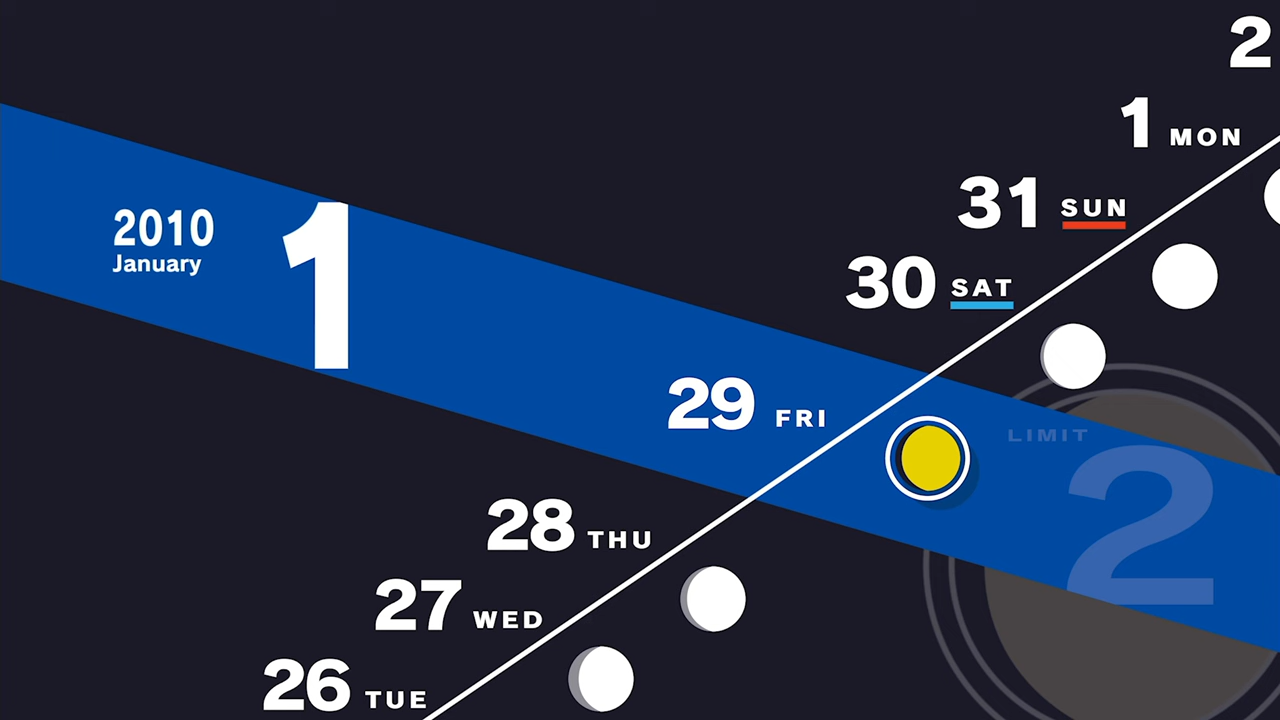 2
1 MON
31 SUN
30 SAT
2010
January
1
29 FRI
LIMIT
2
28 THU
27 WED
26 TUE